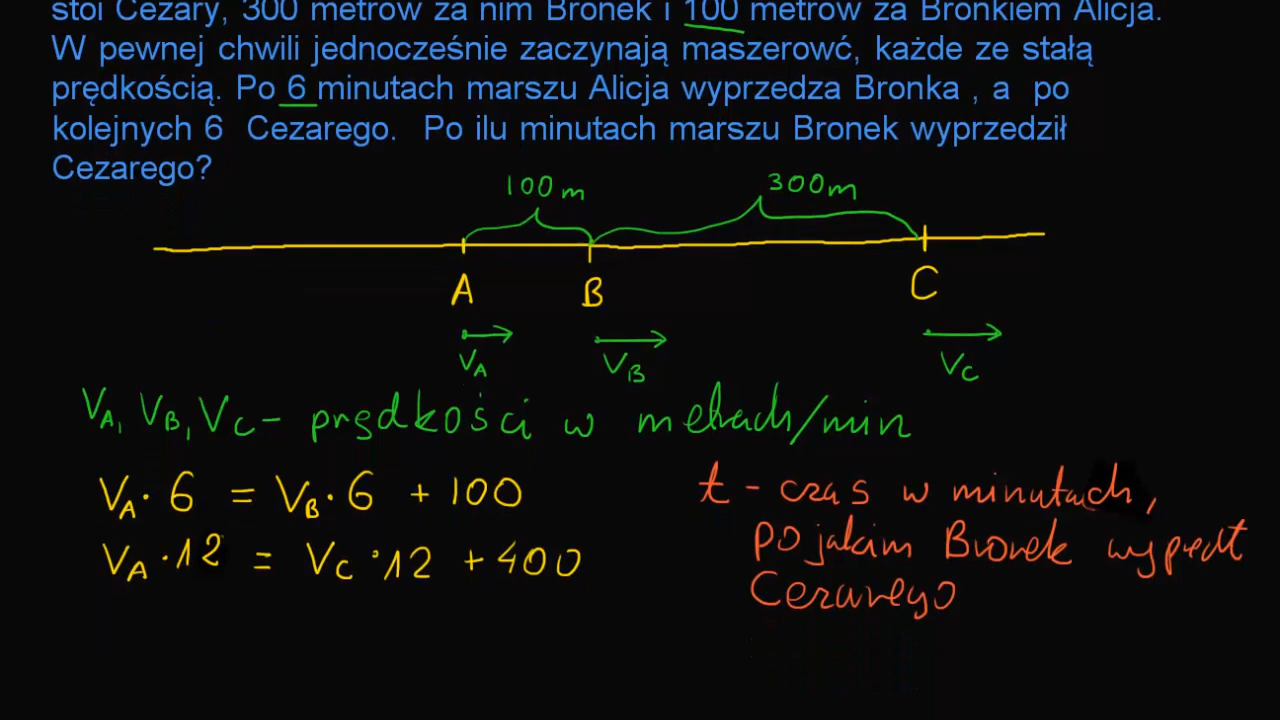 stoi Cezary, 300 metrów za nim Bronek i 100 metrów za Bronkiem Alicja.
W pewnej chwili jednocześnie zaczynają maszerowć, każde ze stałą
prędkością. Po 6 minutach marszu Alicja wyprzedza Bronka , a po
kolejnych 6 Cezarego. Po ilu minutach marszu Bronek wyprzedził
Cezarego?
100 m 300 m
A B C
VA VB VC
VA, VB, VC - prędkości w metrach/min
VA · 6 = VB · 6 + 100
VA · 12 = VC · 12 + 400
t - czas w minutach,
po jakim Bronek wyprzedził
Cezarego